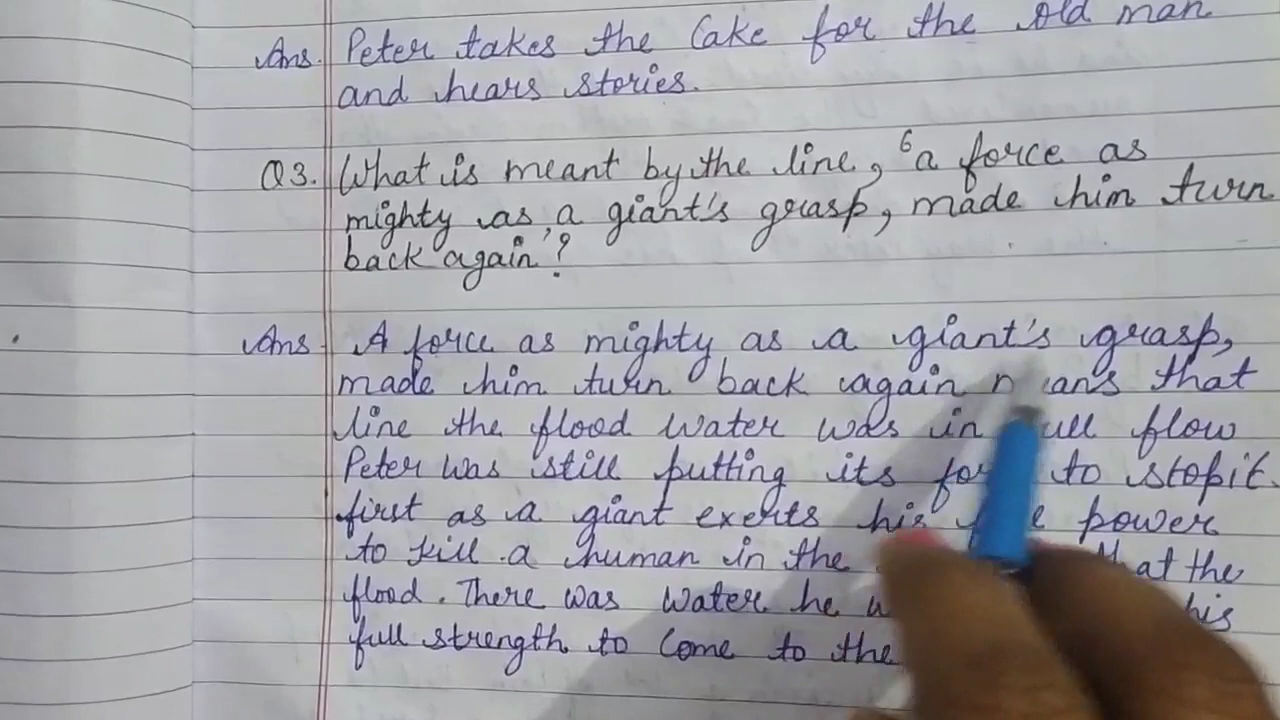 Ans. Peter takes the Cake for the old man
and hears stories.
Q3. What is meant by the line, 'a force as
mighty as a giant's grasp, made him turn
back again'?
Ans A force as mighty as a giant's grasp,
made him turn back again that
line the flood water was in flow
Peter was still putting its to stop it.
first as a giant exerts his power
to kill a human in the the
flood. There was water he his
full strength to come to the